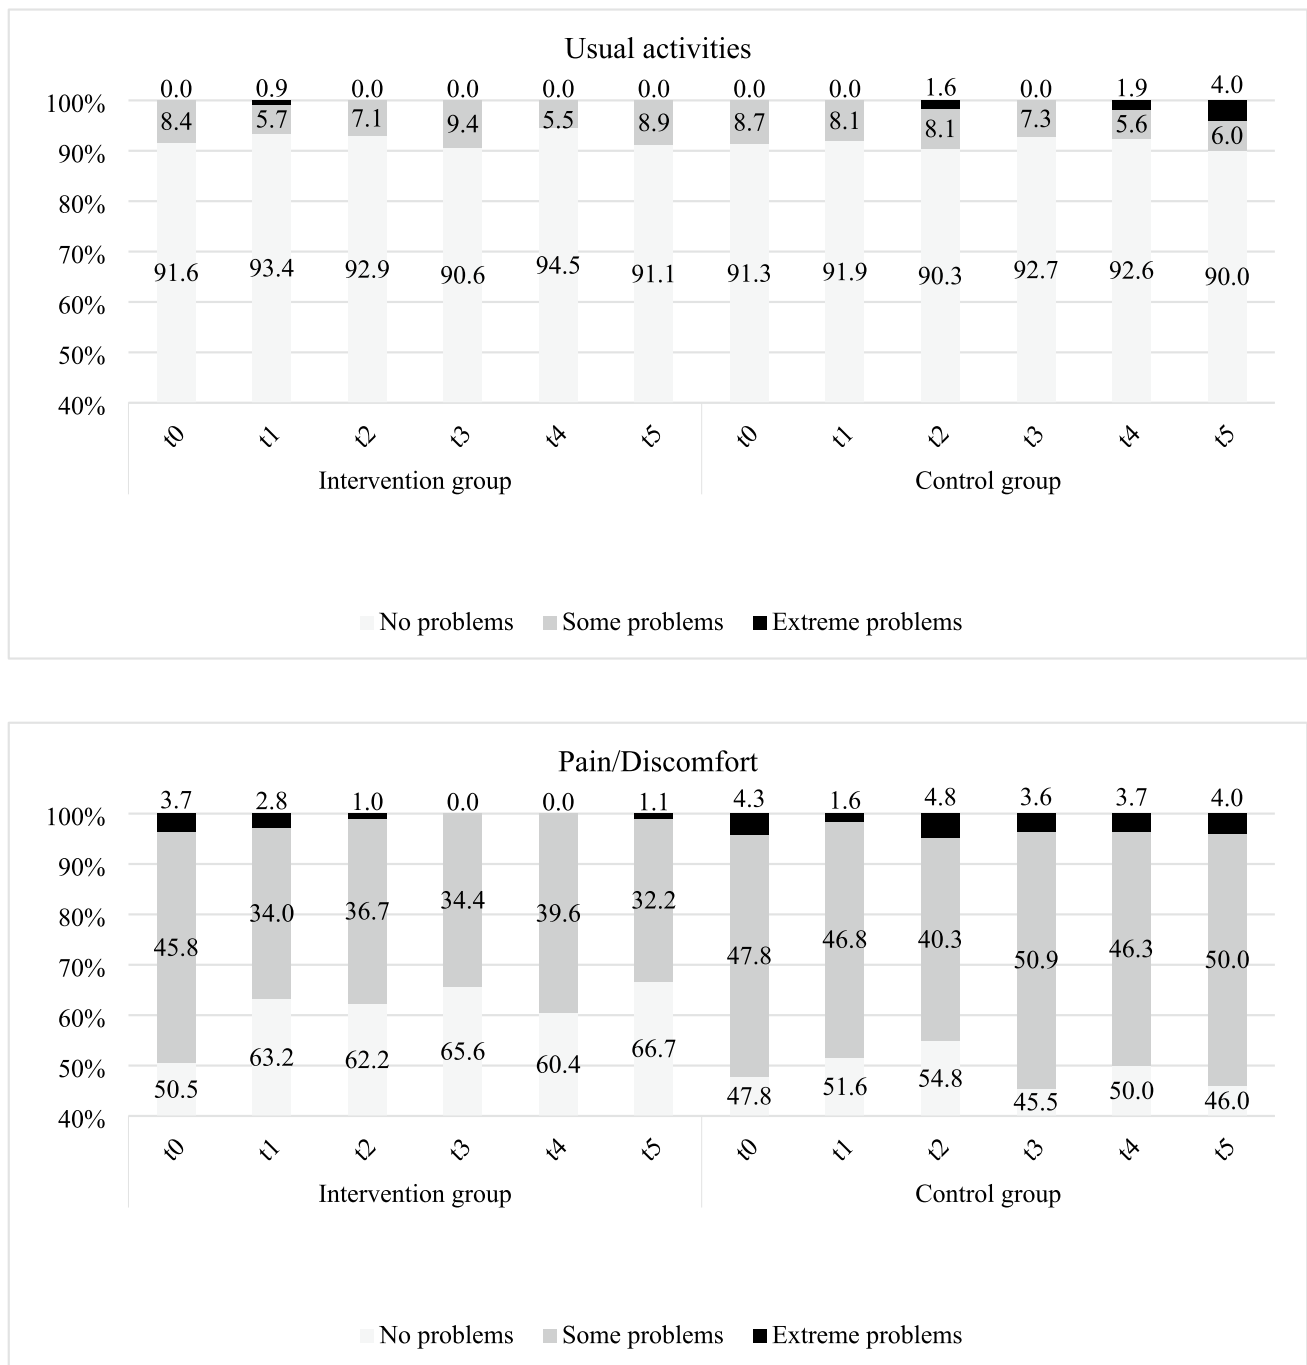 Usual activities
0.0 0.9 0.0 0.0 0.0 0.0 0.0 0.0 1.6 0.0 1.9 4.0
100%
8.4 5.7 7.1 9.4 5.5 8.9 8.7 8.1 8.1 7.3 5.6 6.0
90%
80%
70%
91.6 93.4 92.9 90.6 94.5 91.1 91.3 91.9 90.3 92.7 92.6 90.0
60%
50%
40%
t0 t1 t2 t3 t4 t5 t0 t1 t2 t3 t4 t5
Intervention group Control group
No problems Some problems Extreme problems
Pain/Discomfort
3.7 2.8 1.0 0.0 0.0 1.1 4.3 1.6 4.8 3.6 3.7 4.0
100%
90%
80%
45.8 34.0 36.7 34.4 39.6 32.2 47.8 46.8 40.3 50.9 46.3 50.0
70%
60%
50%
50.5 63.2 62.2 65.6 60.4 66.7 47.8 51.6 54.8 45.5 50.0 46.0
40%
t0 t1 t2 t3 t4 t5 t0 t1 t2 t3 t4 t5
Intervention group Control group
No problems Some problems Extreme problems